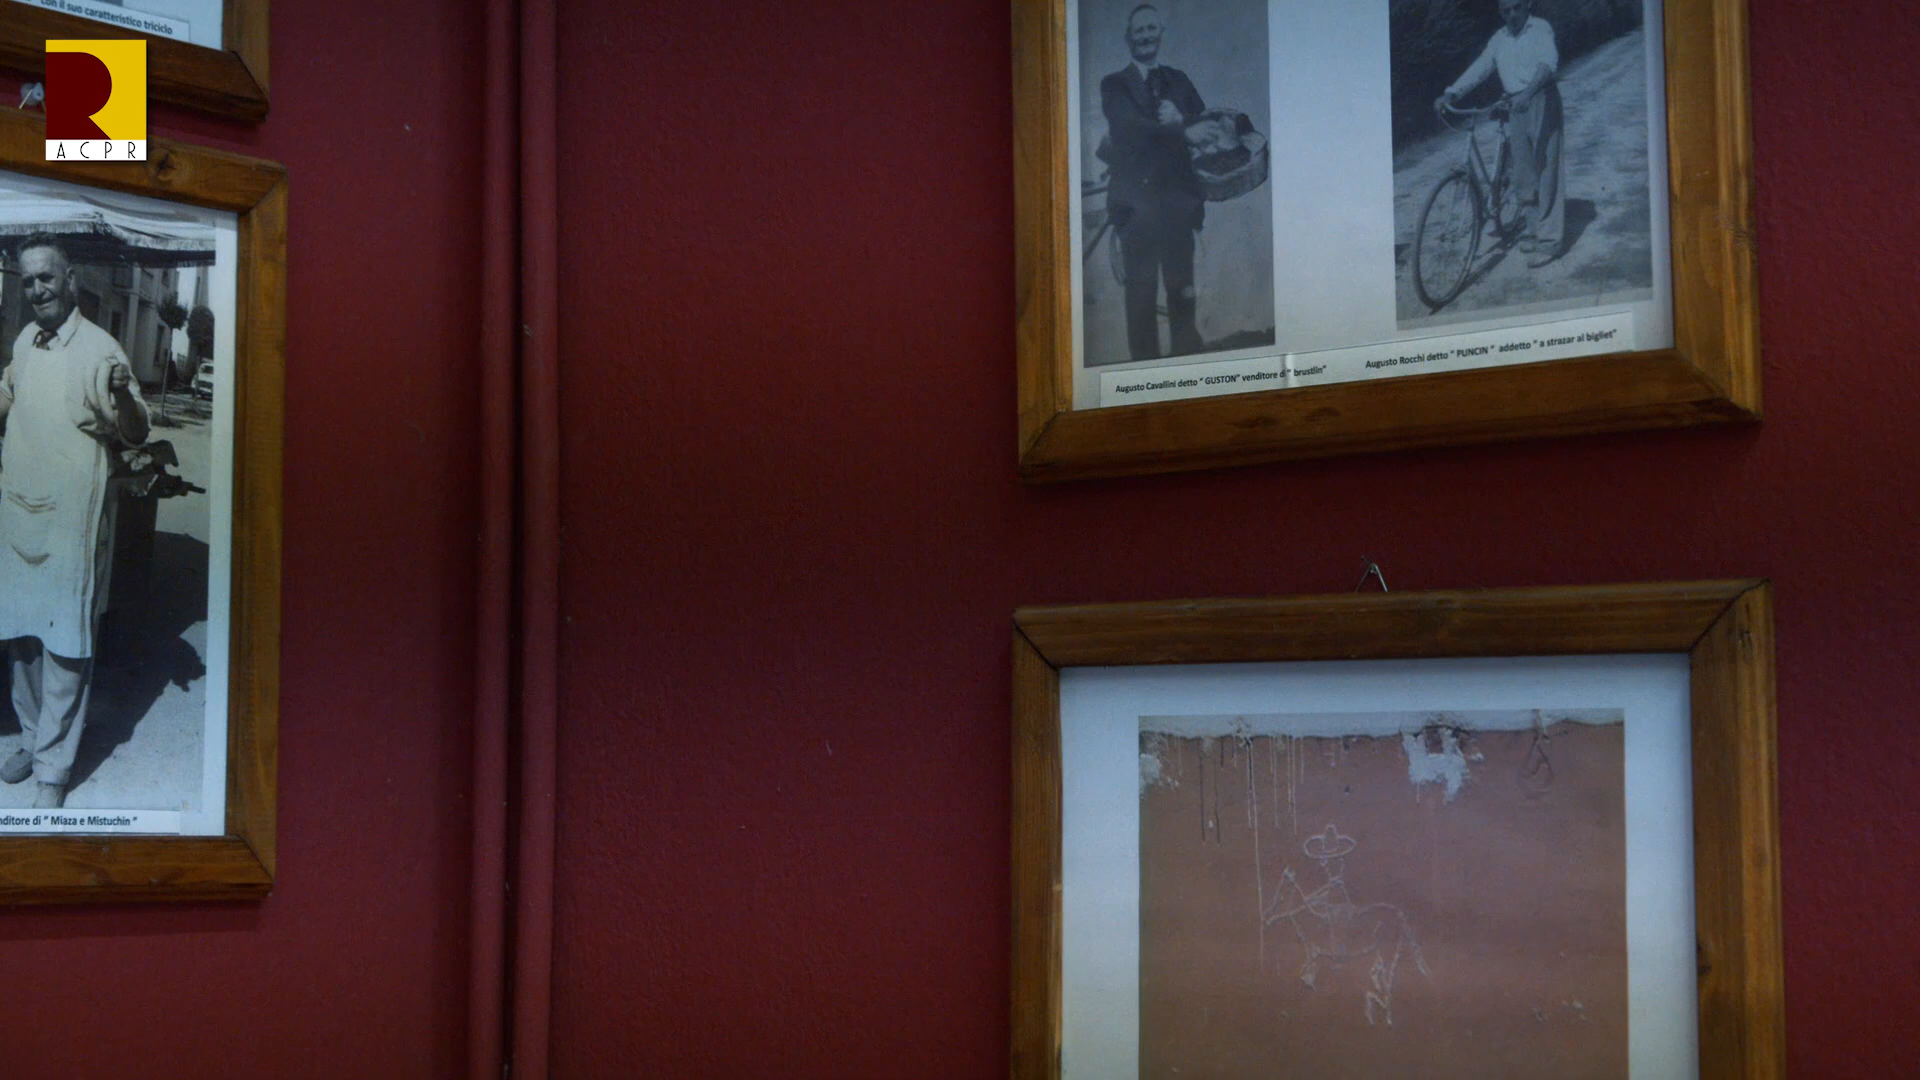 con il suo caratteristico triciclo
ACPR
Augusto Cavallini detto " GUSTON" venditore di " brustlin"
Augusto Rocchi detto " PUNCIN " addetto " a strazar al bigliet"
di " Miaza e Mistuchin "